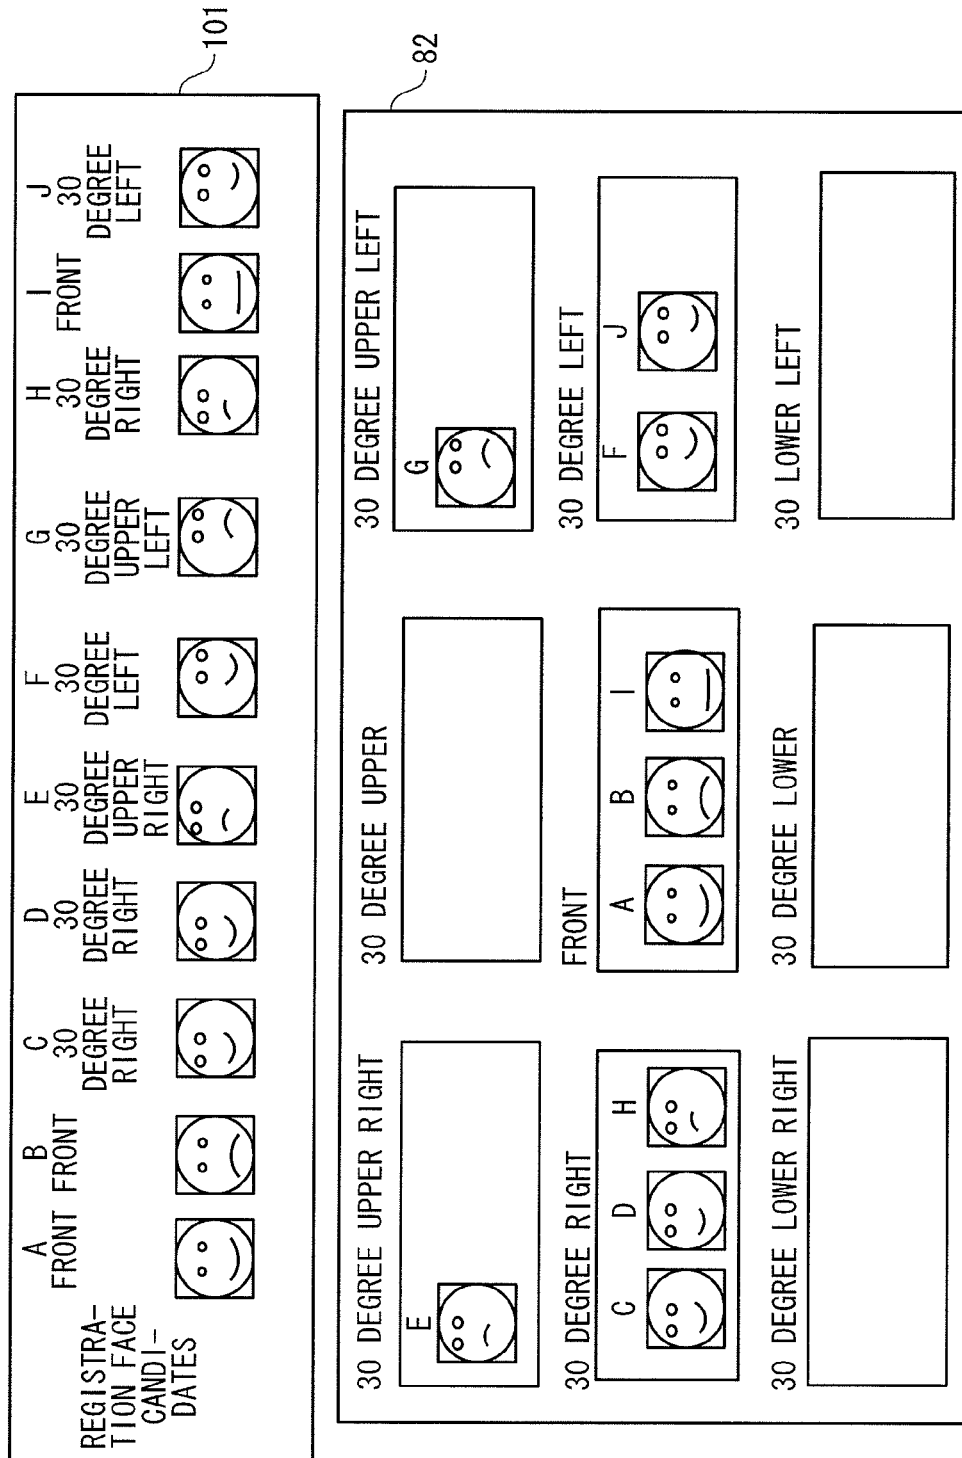 101
REGISTRA-
TION FACE
CANDI-
DATES
A
FRONT
B
FRONT
C
30
DEGREE
RIGHT
D
30
DEGREE
RIGHT
E
30
DEGREE
UPPER
RIGHT
F
30
DEGREE
LEFT
G
30
DEGREE
UPPER
LEFT
H
30
DEGREE
RIGHT
I
FRONT
J
30
DEGREE
LEFT
82
30 DEGREE UPPER RIGHT
E
30 DEGREE UPPER
30 DEGREE UPPER LEFT
G
30 DEGREE RIGHT
C D H
FRONT
A B I
30 DEGREE LEFT
F J
30 DEGREE LOWER RIGHT
30 DEGREE LOWER
30 LOWER LEFT